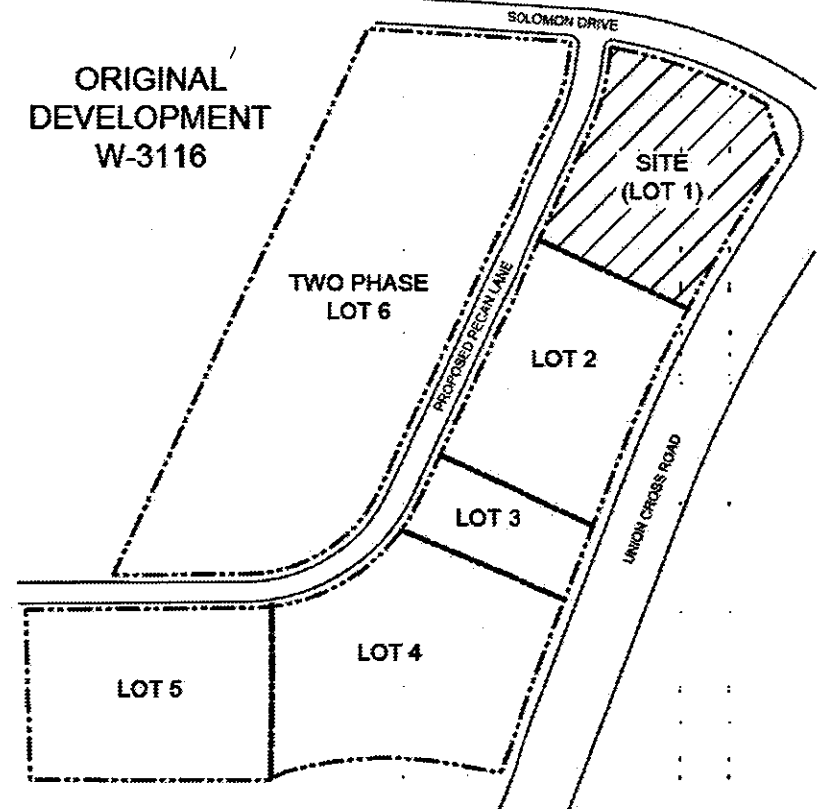 SOLOMON DRIVE
ORIGINAL
DEVELOPMENT
W-3116
SITE
(LOT 1)
TWO PHASE
LOT 6
PROPOSED PECAN LANE
LOT 2
UNION CROSS ROAD
LOT 3
LOT 4
LOT 5